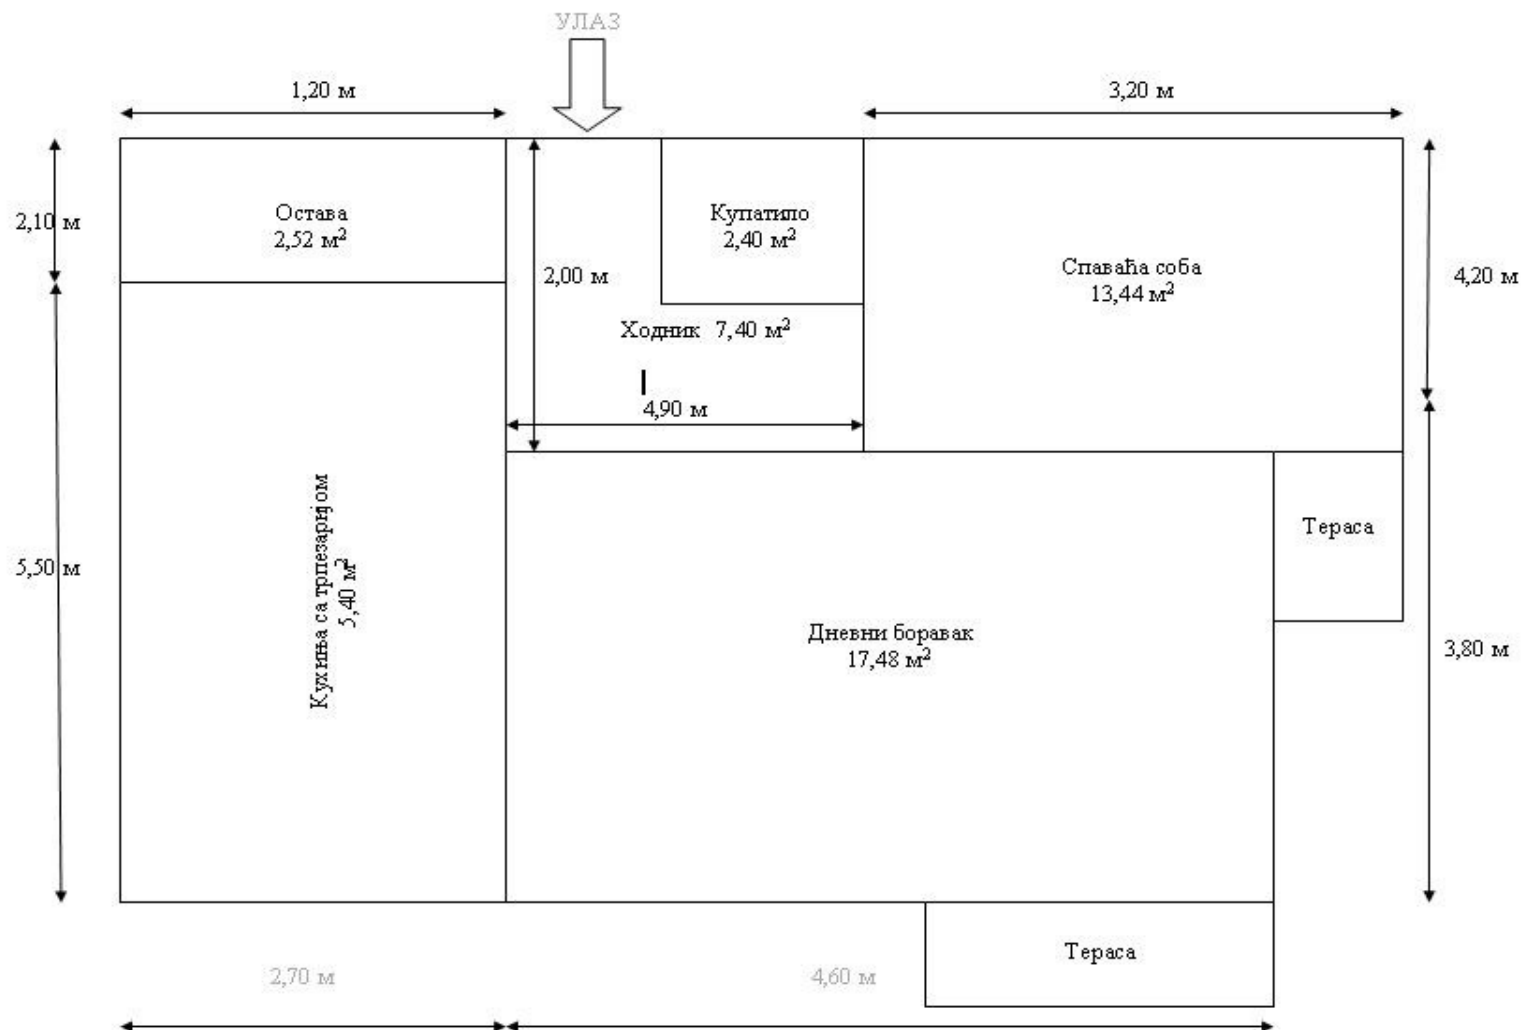 УЛАЗ
1,20 м
3,20 м
2,10 м
Остава
2,52 м²
Купатило
2,40 м²
2,00 м
Спаваћа соба
13,44 м²
4,20 м
Ходник 7,40 м²
4,90 м
Кухиња са трпезаријом
5,40 м²
5,50 м
Тераса
Дневни боравак
17,48 м²
3,80 м
Тераса
2,70 м
4,60 м